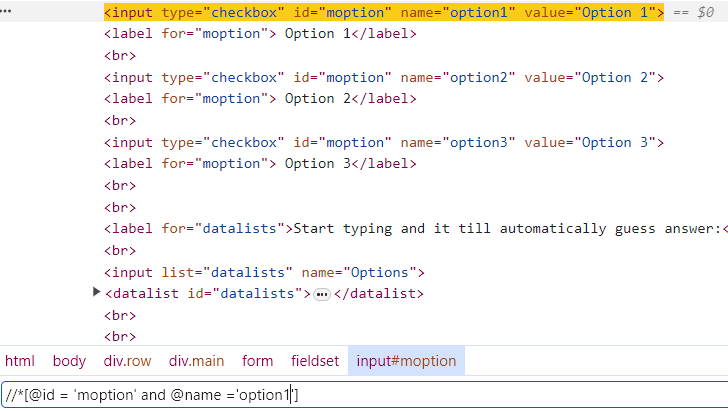 <input type="checkbox" id="moption" name="option1" value="Option 1"> == $0
<label for="moption"> Option 1</label>
<br>
<input type="checkbox" id="moption" name="option2" value="Option 2">
<label for="moption"> Option 2</label>
<br>
<input type="checkbox" id="moption" name="option3" value="Option 3">
<label for="moption"> Option 3</label>
<br>
<br>
<label for="datalists">Start typing and it till automatically guess answer:<
<br>
<input list="datalists" name="Options">
<datalist id="datalists"></datalist>
<br>
<br>
html body div.row div.main form fieldset input#moption
//*[@id = 'moption' and @name ='option1']